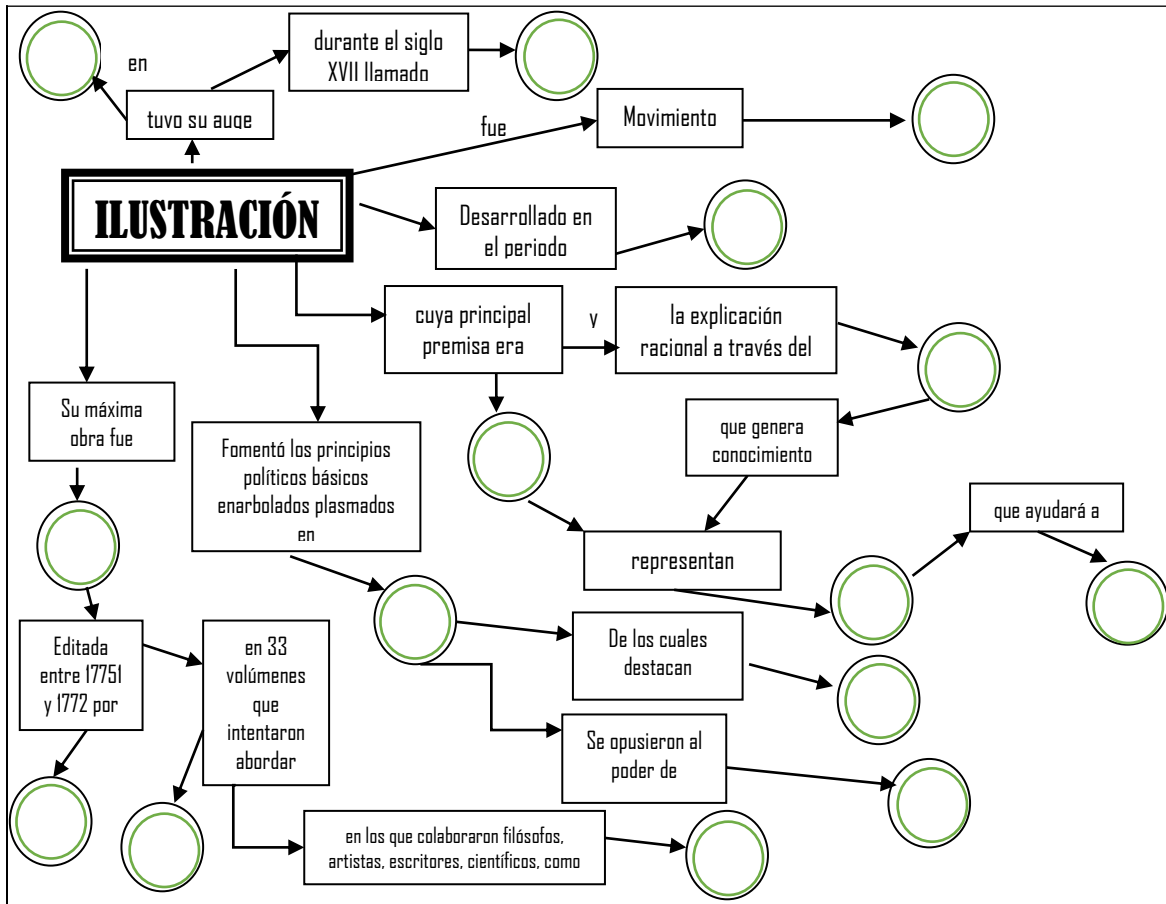 durante el siglo
XVII llamado
en
tuvo su auge
fue
Movimiento
ILUSTRACIÓN
Desarrollado en
el periodo
cuya principal
premisa era
y
la explicación
racional a través del
Su máxima
obra fue
Fomentó los principios
políticos básicos
enarbolados plasmados
en
que genera
conocimiento
que ayudará a
representan
Editada
entre 17751
y 1772 por
en 33
volúmenes
que
intentaron
abordar
De los cuales
destacan
Se opusieron al
poder de
en los que colaboraron filósofos,
artistas, escritores, científicos, como